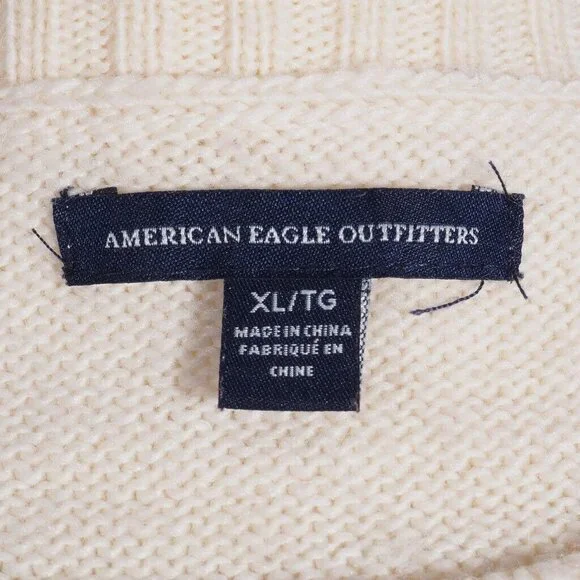 AMERICAN EAGLE OUTFITTERS
XL/TG
MADE IN CHINA
FABRIQUÉ EN
CHINE